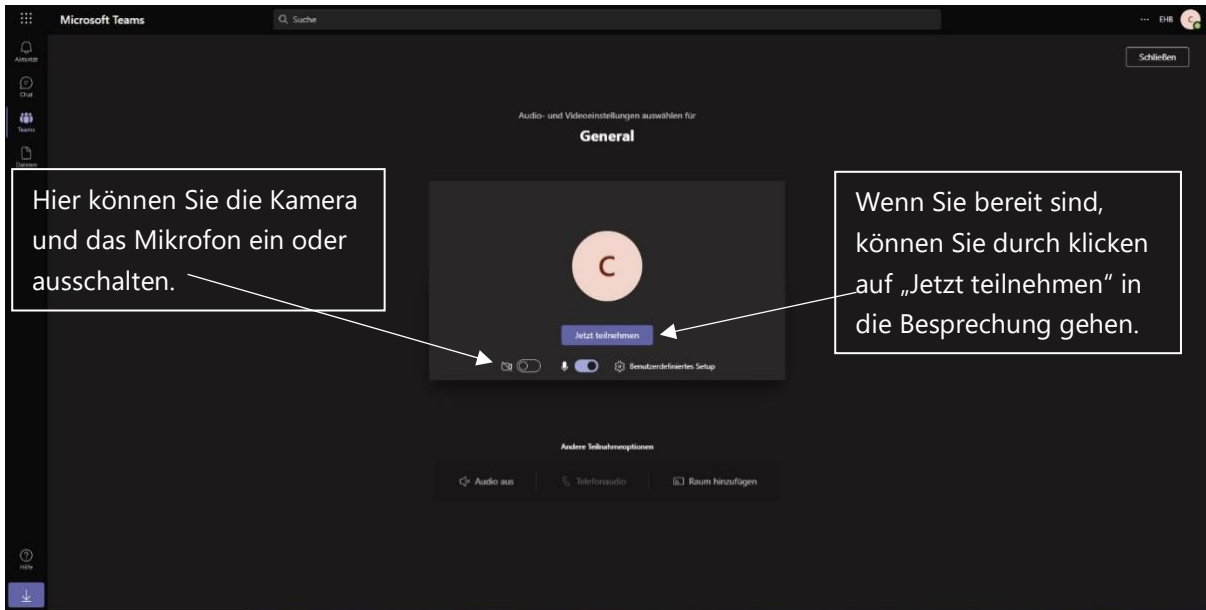 Microsoft Teams
Suche
EHB
C
Aktivität
Chat
Teams
Dateien
Schließen
Audio- und Videoeinstellungen auswählen für
General
Hier können Sie die Kamera
und das Mikrofon ein oder
ausschalten.
C
Wenn Sie bereit sind,
können Sie durch klicken
auf „Jetzt teilnehmen“ in
die Besprechung gehen.
Jetzt teilnehmen
Benutzerdefiniertes Setup
Andere Teilnahmeoptionen
Audio aus
Telefonaudio
Raum hinzufügen
Hilfe